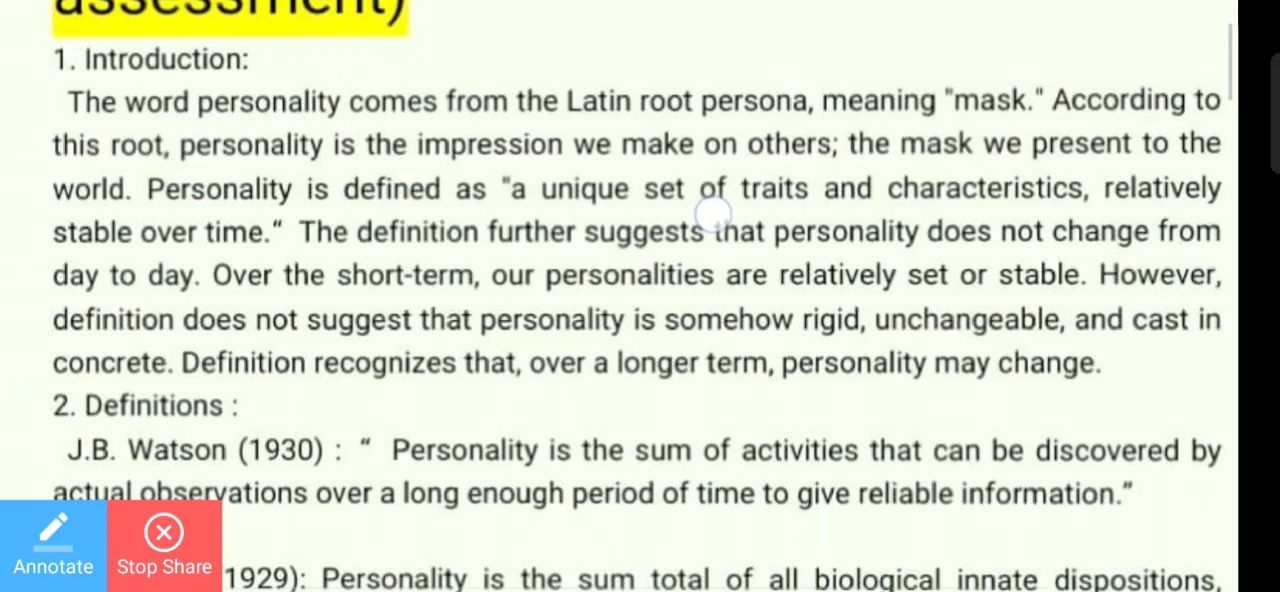 assessment)
1. Introduction:
The word personality comes from the Latin root persona, meaning "mask." According to
this root, personality is the impression we make on others; the mask we present to the
world. Personality is defined as "a unique set of traits and characteristics, relatively
stable over time.“ The definition further suggests that personality does not change from
day to day. Over the short-term, our personalities are relatively set or stable. However,
definition does not suggest that personality is somehow rigid, unchangeable, and cast in
concrete. Definition recognizes that, over a longer term, personality may change.
2. Definitions :
J.B. Watson (1930) : “ Personality is the sum of activities that can be discovered by
actual observations over a long enough period of time to give reliable information.”
1929): Personality is the sum total of all biological innate dispositions,
Annotate
Stop Share